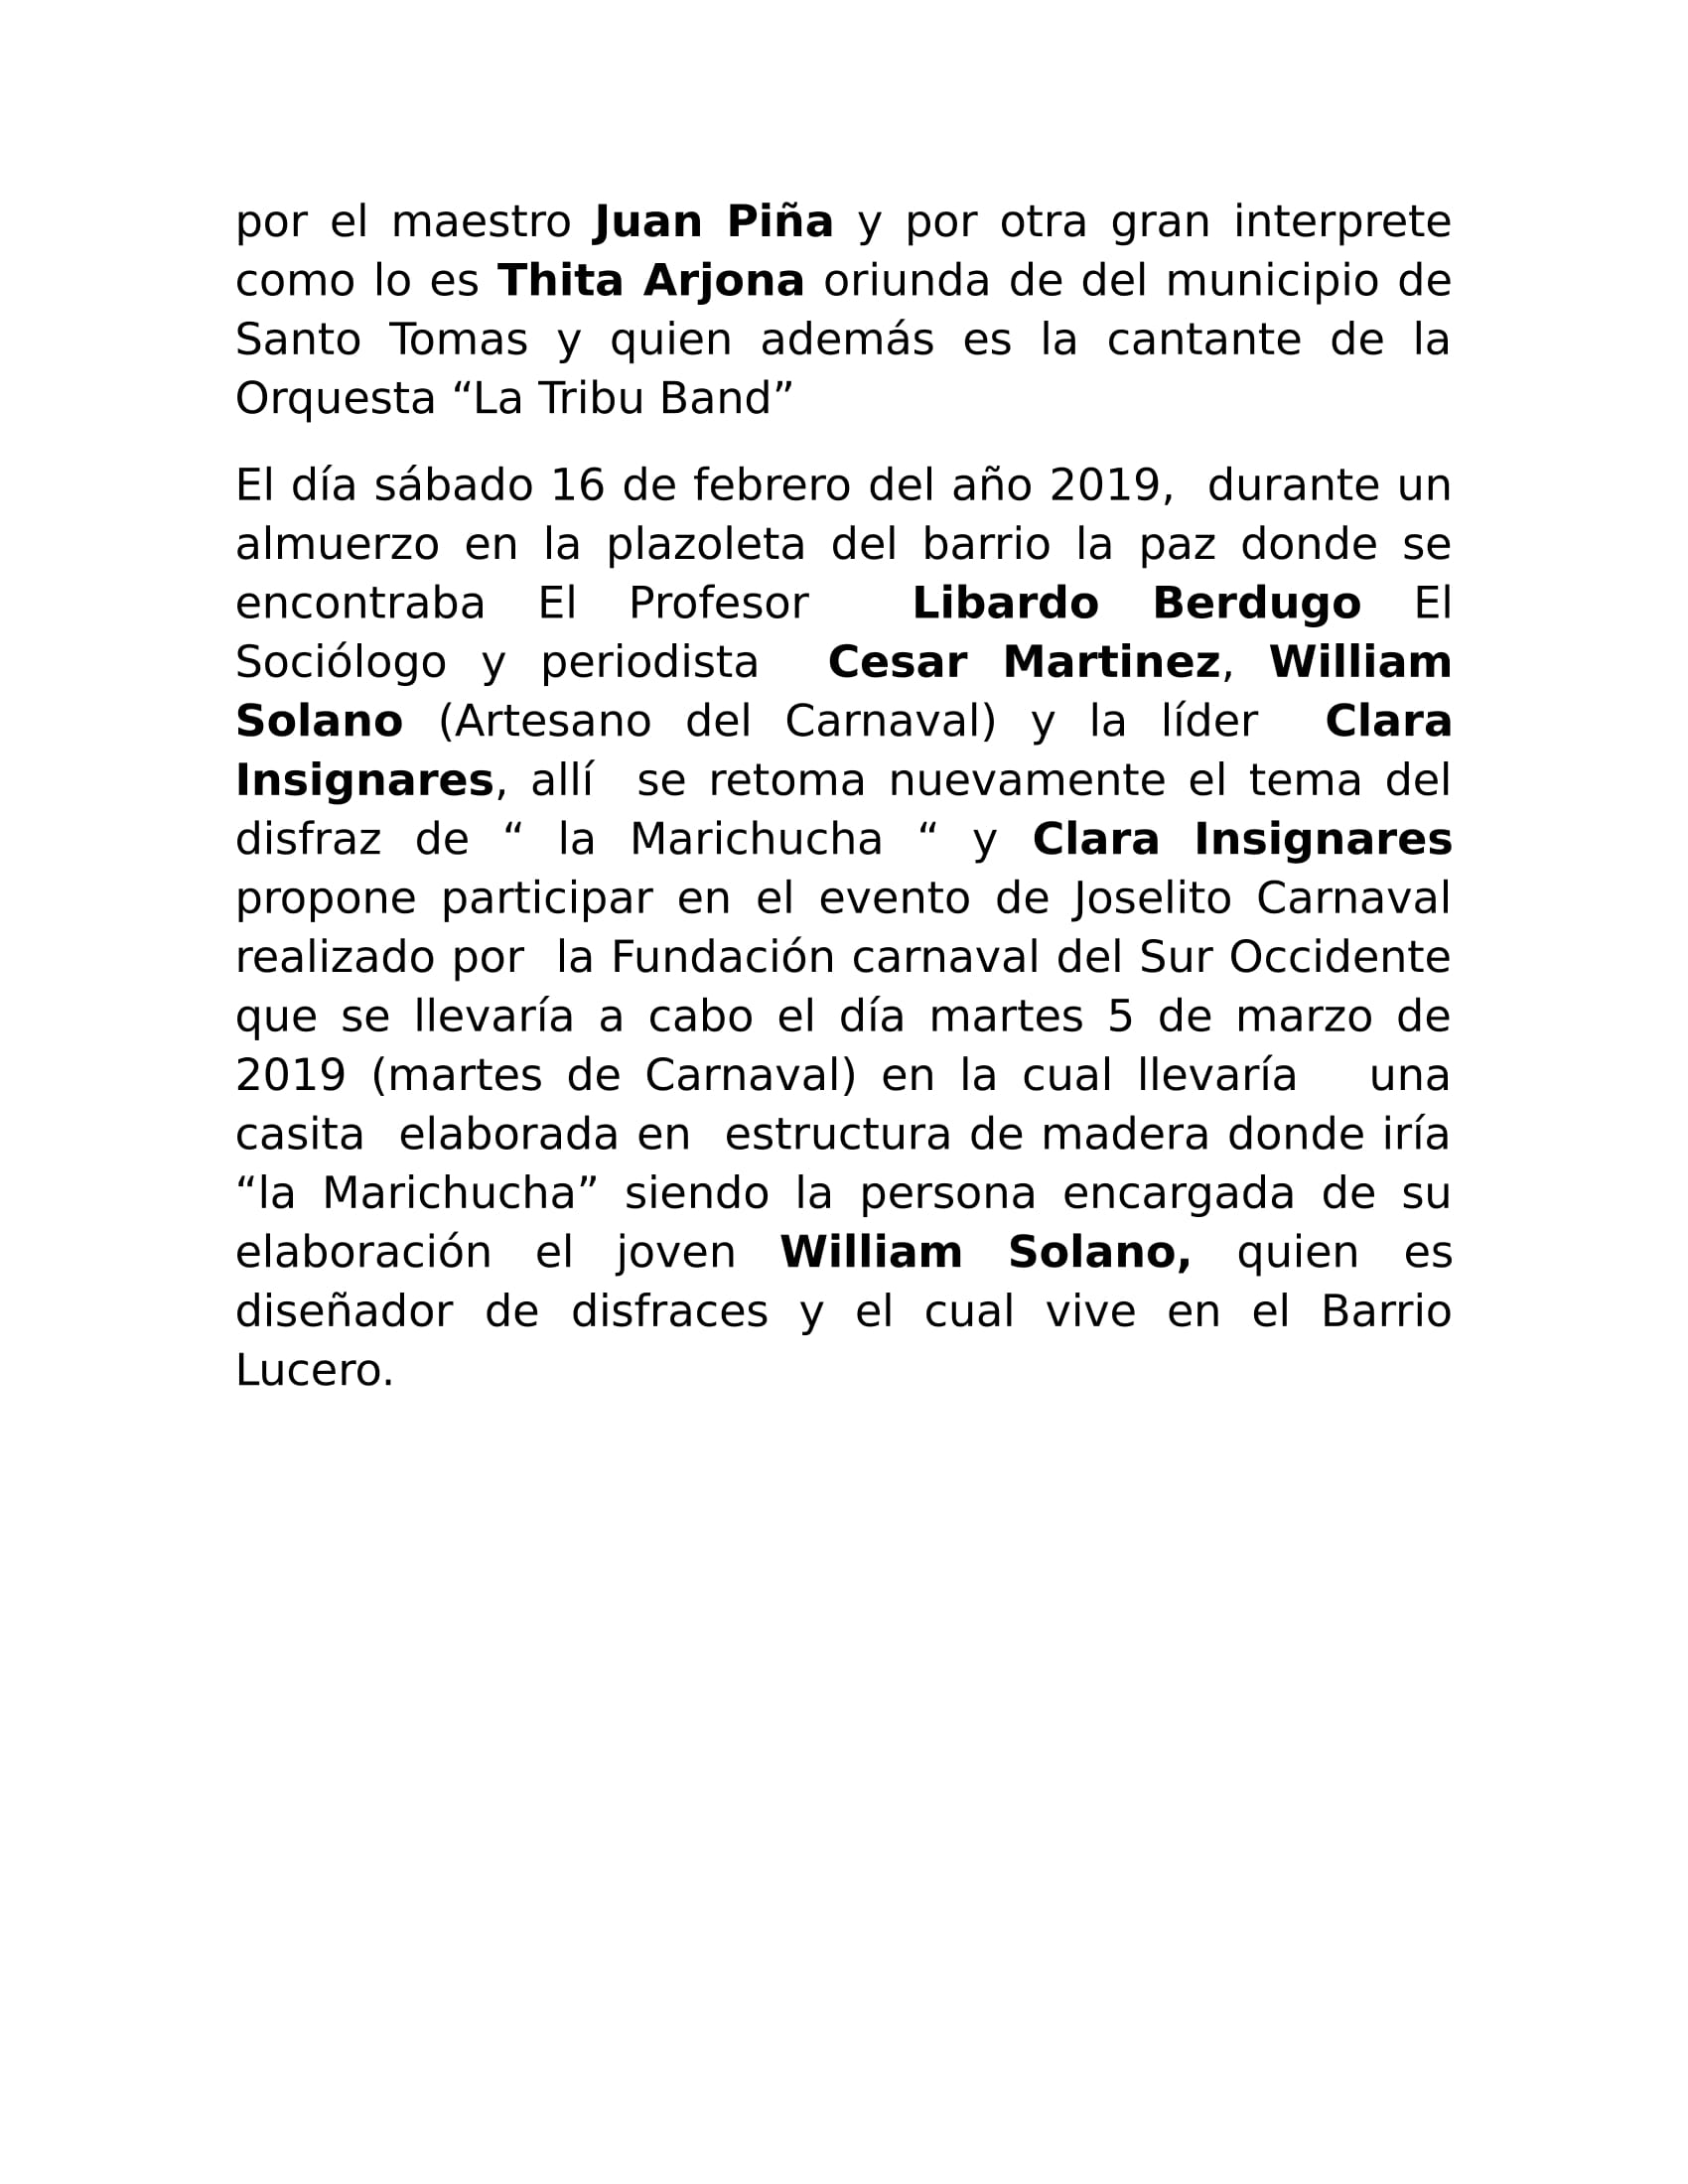 por el maestro Juan Piña y por otra gran interprete
como lo es Thita Arjona oriunda de del municipio de
Santo Tomas y quien además es la cantante de la
Orquesta “La Tribu Band”
El día sábado 16 de febrero del año 2019,  durante un
almuerzo en la plazoleta del barrio la paz donde se
encontraba El Profesor  Libardo Berdugo El
Sociólogo y periodista  Cesar Martinez, William
Solano (Artesano del Carnaval) y la líder  Clara
Insignares, allí  se retoma nuevamente el tema del
disfraz de “ la Marichucha “ y Clara Insignares
propone participar en el evento de Joselito Carnaval
realizado por  la Fundación carnaval del Sur Occidente
que se llevaría a cabo el día martes 5 de marzo de
2019 (martes de Carnaval) en la cual llevaría   una
casita  elaborada en  estructura de madera donde iría
“la Marichucha” siendo la persona encargada de su
elaboración el joven William Solano, quien es
diseñador de disfraces y el cual vive en el Barrio
Lucero.